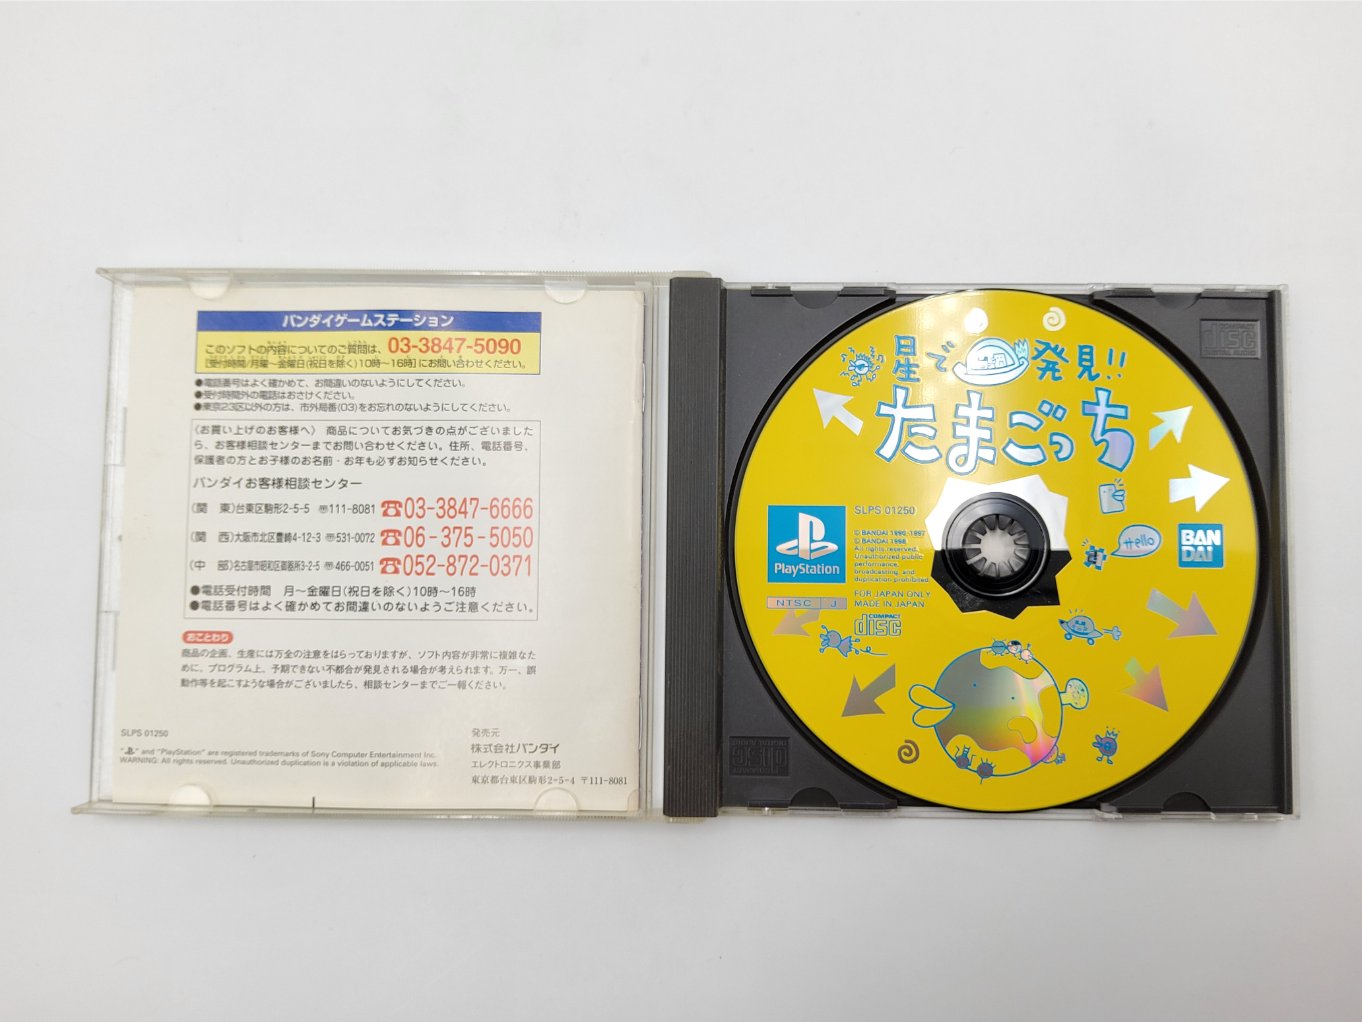 バンダイゲームステーション
このソフトの内容についてのご質問は、 03-3847-5090
[受付時間/月曜～金曜日(祝日を除く)10時～16時]にお問い合わせください。
●電話番号はよく確かめて、お間違いのないようにしてください。
●受付時間外の電話はおさけください。
●東京23区以外の方は、市外局番(03)をお忘れのないようにしてください。
〈お買い上げのお客様へ〉 商品についてお気づきの点がございました
ら、お客様相談センターまでお問い合わせください。住所、電話番号、
保護者の方とお子様のお名前・お年も必ずお知らせください。
バンダイお客様相談センター
(関 東)台東区駒形2-5-5 〠111-8081 ☎03-3847-6666
(関 西)大阪市北区豊崎4-12-3 〠531-0072 ☎06-375-5050
(中 部)名古屋市昭和区御器所3-2-5 〠466-0051 ☎052-872-0371
●電話受付時間 月～金曜日(祝日を除く)10時～16時
●電話番号はよく確かめてお間違いのないようご注意ください。
おことわり
商品の企画、生産には万全の注意をはらっておりますが、ソフト内容が非常に複雑なた
めに、プログラム上、予期できない不都合が発見される場合が考えられます。万一、誤
動作等を起こすような場合がございましたら、相談センターまでご一報ください。
SLPS 01250
" " and "PlayStation" are registered trademarks of Sony Computer Entertainment Inc.
WARNING: All rights reserved. Unauthorized duplication is a violation of applicable laws.
発売元
株式会社バンダイ
エレクトロニクス事業部
東京都台東区駒形2-5-4 〒111-8081
星で発見!!
たまごっち
SLPS 01250
PlayStation
© BANDAI 1996-1997
© BANDAI 1998
All rights reserved.
Unauthorized public
performance,
broadcasting and
duplication prohibited.
FOR JAPAN ONLY
MADE IN JAPAN
NTSC J
COMPACT
disc
Hello
BAN
DAI
COMPACT
disc
DIGITAL AUDIO
COMPACT
disc
DIGITAL AUDIO